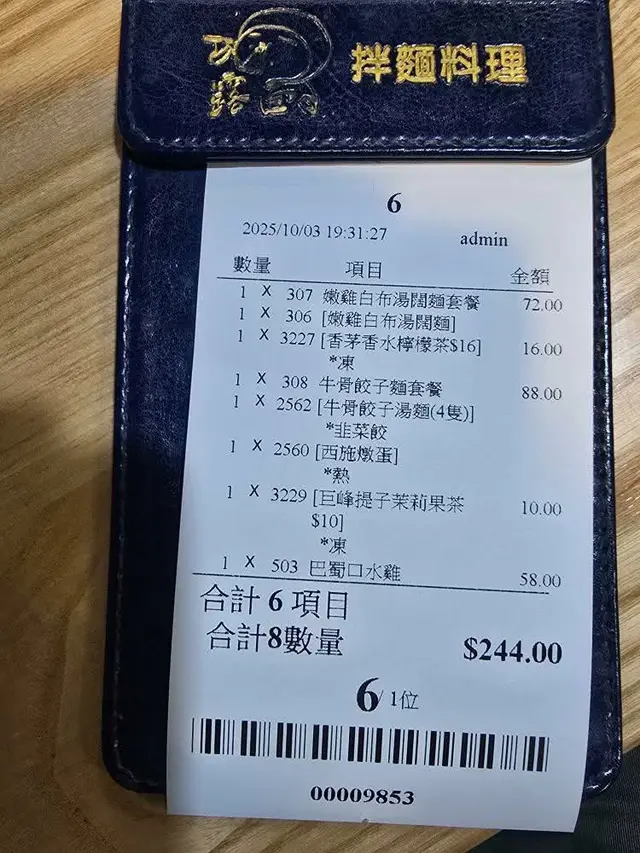 露
拌麵料理
6
2025/10/03 19:31:27 admin
數量 項目 金額
1 X 307 嫩雞白布湯闊麵套餐 72.00
1 X 306 [嫩雞白布湯闊麵]
1 X 3227 [香茅香水檸檬茶$16] 16.00
*凍
1 X 308 牛骨餃子麵套餐 88.00
1 X 2562 [牛骨餃子湯麵(4隻)]
*韭菜餃
1 X 2560 [西施燉蛋]
*熱
1 X 3229 [巨峰提子茉莉果茶 10.00
$10]
*凍
1 X 503 巴蜀口水雞 58.00
合計 6 項目
合計8數量 $244.00
6/ 1位
00009853